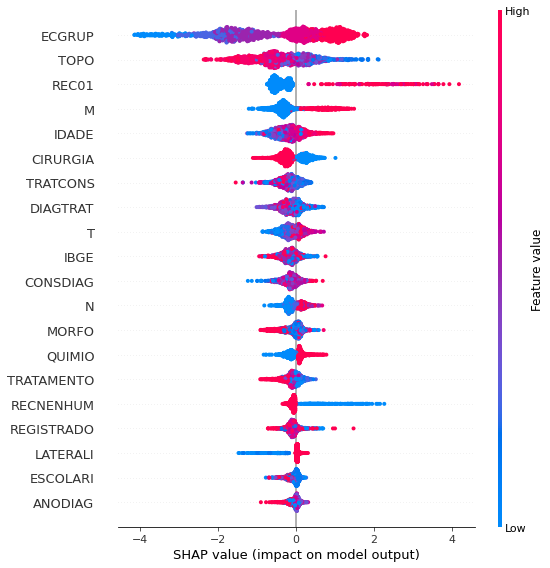 High
ECGRUP
TOPO
REC01
M
IDADE
CIRURGIA
TRATCONS
DIAGTRAT
T
IBGE
CONSDIAG
N
MORFO
QUIMIO
TRATAMENTO
RECNENHUM
REGISTRADO
LATERALI
ESCOLARI
ANODIAG
Feature value
Low
−4 −2 0 2 4
SHAP value (impact on model output)